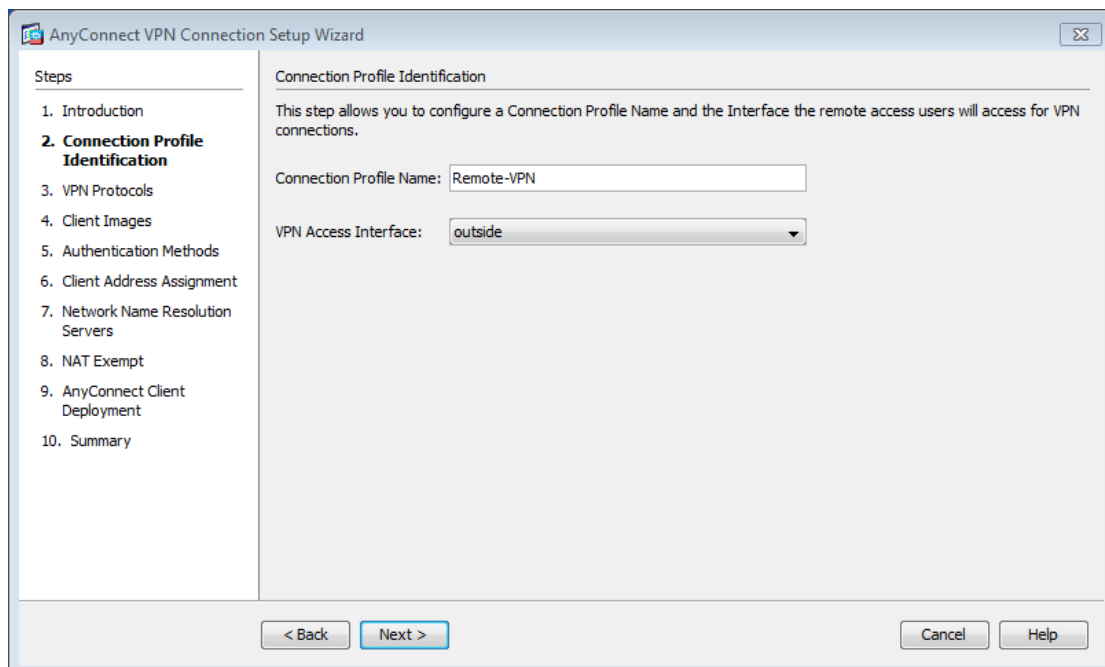 AnyConnect VPN Connection Setup Wizard
Steps
1. Introduction
2. Connection Profile
Identification
3. VPN Protocols
4. Client Images
5. Authentication Methods
6. Client Address Assignment
7. Network Name Resolution
Servers
8. NAT Exempt
9. AnyConnect Client
Deployment
10. Summary
Connection Profile Identification
This step allows you to configure a Connection Profile Name and the Interface the remote access users will access for VPN
connections.
Connection Profile Name: Remote-VPN
VPN Access Interface: outside
< Back Next > Cancel Help